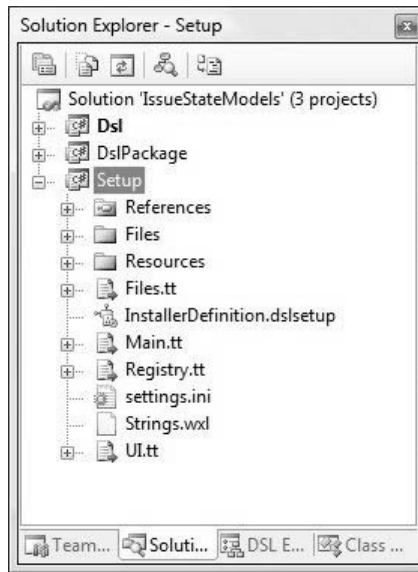 Solution Explorer - Setup
Solution 'IssueStateModels' (3 projects)
Dsl
DslPackage
Setup
References
Files
Resources
Files.tt
InstallerDefinition.dslsetup
Main.tt
Registry.tt
settings.ini
Strings.wxl
UI.tt
Team... Soluti... DSL E... Class ...